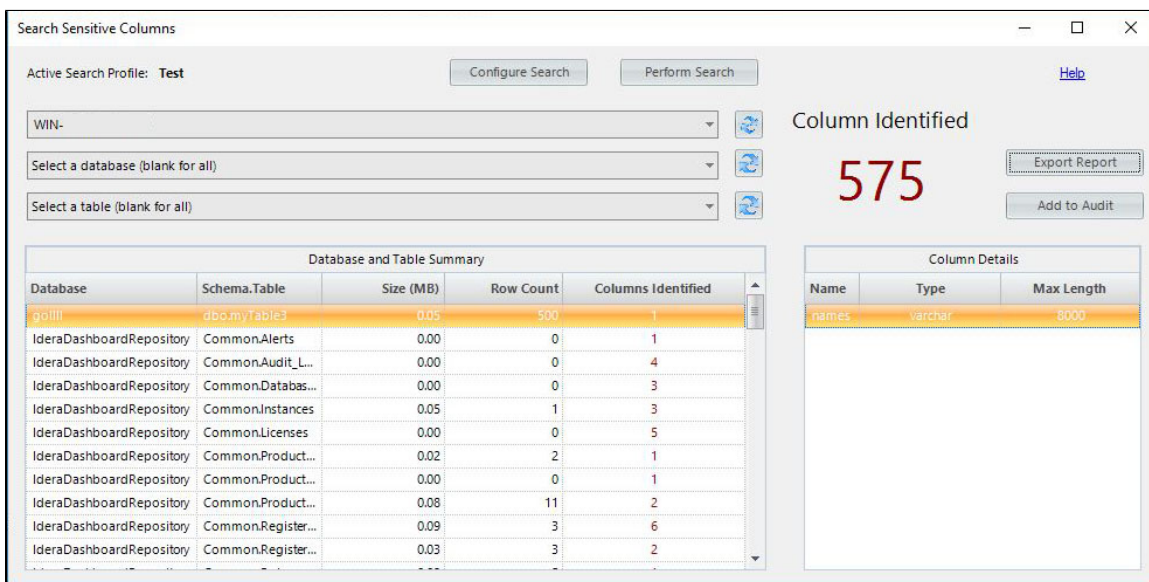 Search Sensitive Columns
Active Search Profile: Test Configure Search Perform Search Help
WIN-
Select a database (blank for all)
Select a table (blank for all)
Column Identified
575
Export Report
Add to Audit
Database and Table Summary
Database Schema.Table Size (MB) Row Count Columns Identified
dbo.myTable3 0.05 500 1
IderaDashboardRepository Common.Alerts 0.00 0 1
IderaDashboardRepository Common.Audit_L... 0.00 0 4
IderaDashboardRepository Common.Databas... 0.00 0 3
IderaDashboardRepository Common.Instances 0.05 1 3
IderaDashboardRepository Common.Licenses 0.00 0 5
IderaDashboardRepository Common.Product... 0.02 2 1
IderaDashboardRepository Common.Product... 0.00 0 1
IderaDashboardRepository Common.Product... 0.08 11 2
IderaDashboardRepository Common.Register... 0.09 3 6
IderaDashboardRepository Common.Register... 0.03 3 2
Column Details
Name Type Max Length
names varchar 8000